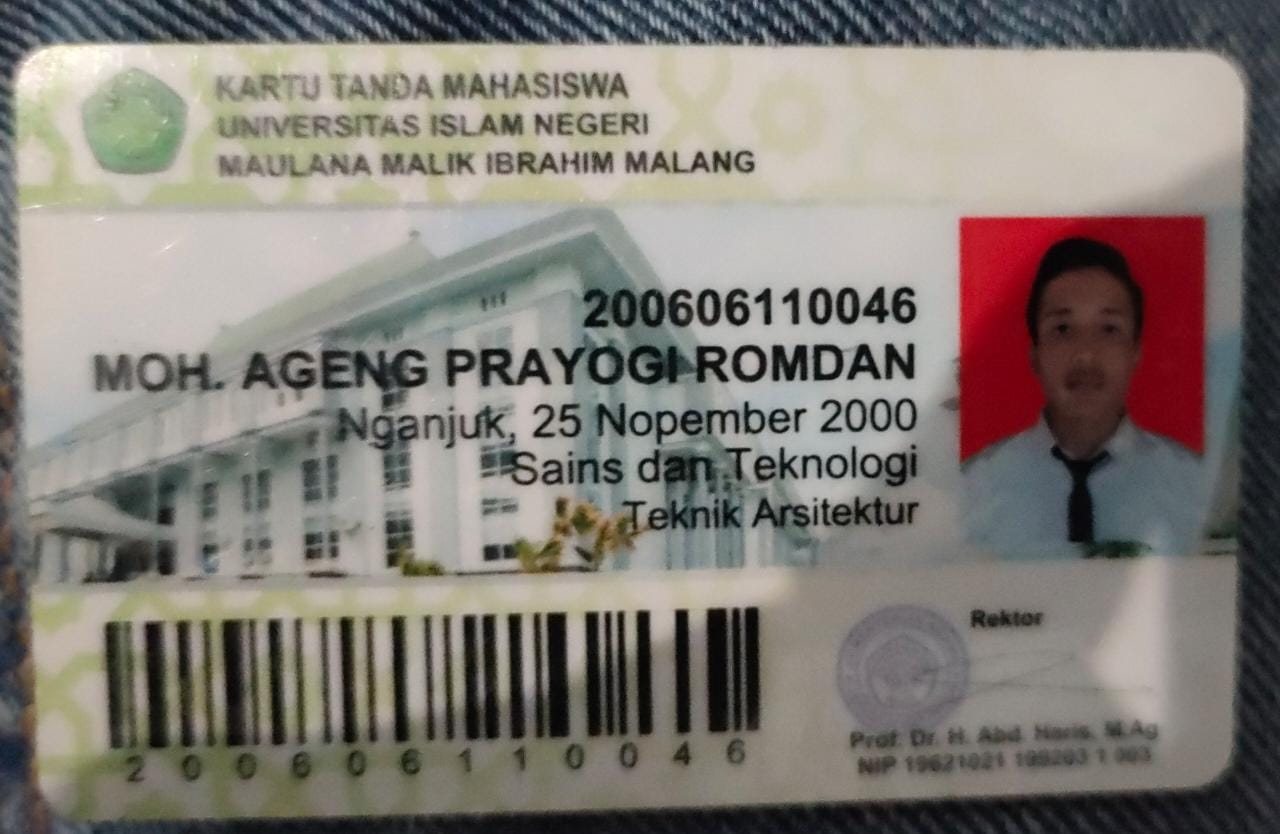 KARTU TANDA MAHASISWA
UNIVERSITAS ISLAM NEGERI
MAULANA MALIK IBRAHIM MALANG
200606110046
MOH. AGENG PRAYOGI ROMDAN
Nganjuk, 25 Nopember 2000
Sains dan Teknologi
Teknik Arsitektur
200606110046
Rektor
Prof. Dr. H. Abd. Haris, M.Ag
NIP 19621021 199203 1 003